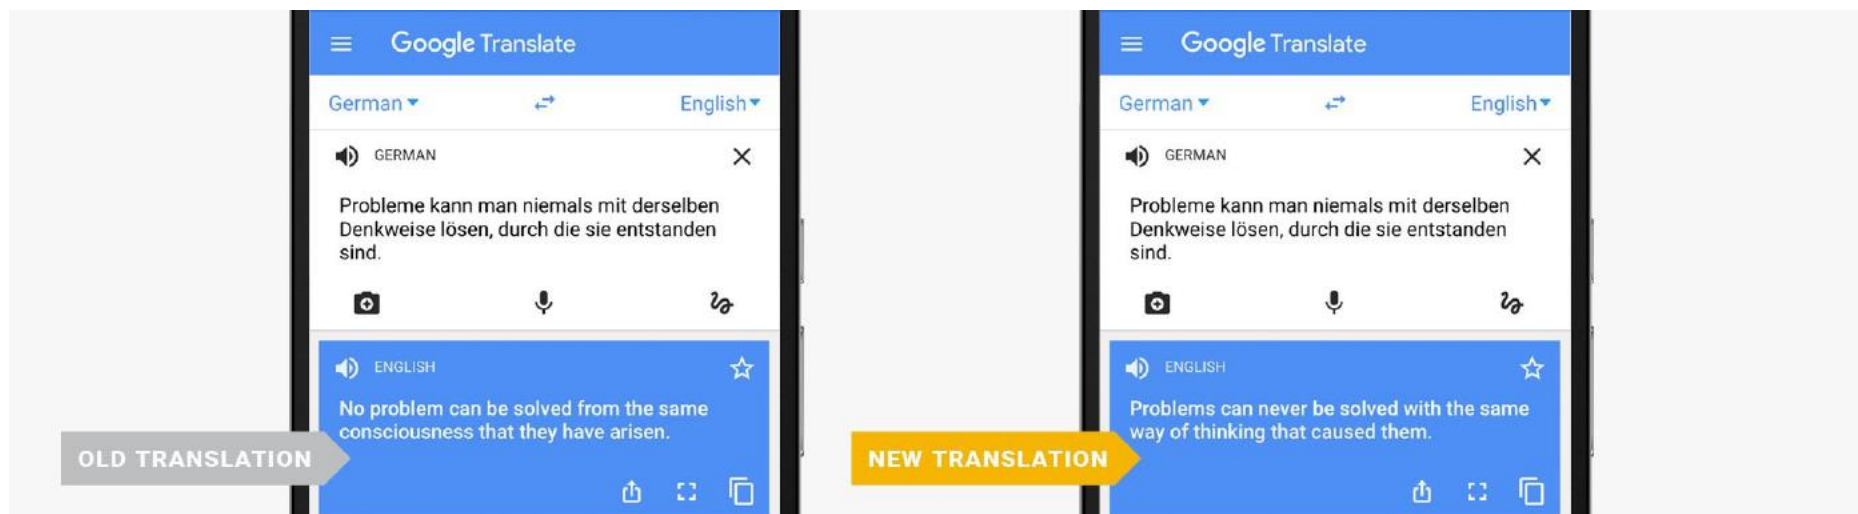 Google Translate
German
English
GERMAN
Probleme kann man niemals mit derselben
Denkweise lösen, durch die sie entstanden
sind.
ENGLISH
No problem can be solved from the same
consciousness that they have arisen.
OLD TRANSLATION
Google Translate
German
English
GERMAN
Probleme kann man niemals mit derselben
Denkweise lösen, durch die sie entstanden
sind.
ENGLISH
Problems can never be solved with the same
way of thinking that caused them.
NEW TRANSLATION